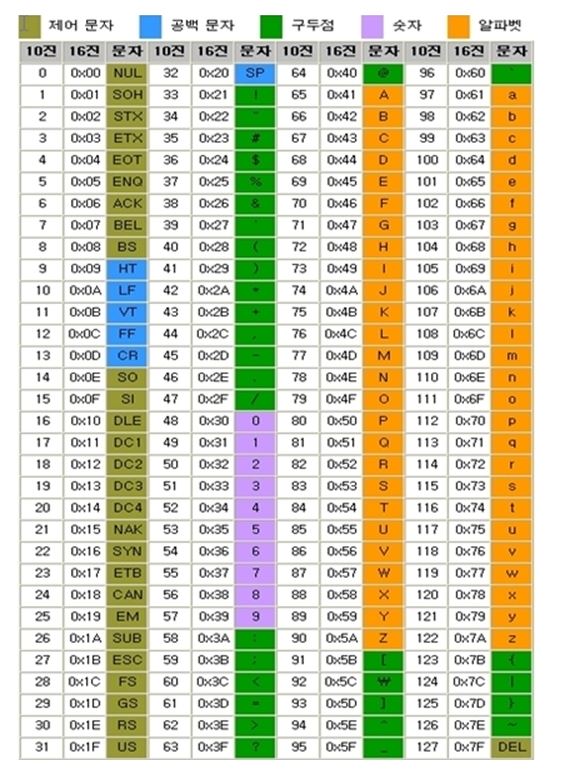 제어 문자 공백 문자 구두점 숫자 알파벳
10진 16진 문자 10진 16진 문자 10진 16진 문자 10진 16진 문자
0 0x00 NUL 32 0x20 SP 64 0x40 @ 96 0x60 `
1 0x01 SOH 33 0x21 ! 65 0x41 A 97 0x61 a
2 0x02 STX 34 0x22 " 66 0x42 B 98 0x62 b
3 0x03 ETX 35 0x23 # 67 0x43 C 99 0x63 c
4 0x04 EOT 36 0x24 $ 68 0x44 D 100 0x64 d
5 0x05 ENQ 37 0x25 % 69 0x45 E 101 0x65 e
6 0x06 ACK 38 0x26 & 70 0x46 F 102 0x66 f
7 0x07 BEL 39 0x27 ' 71 0x47 G 103 0x67 g
8 0x08 BS 40 0x28 ( 72 0x48 H 104 0x68 h
9 0x09 HT 41 0x29 ) 73 0x49 I 105 0x69 i
10 0x0A LF 42 0x2A * 74 0x4A J 106 0x6A j
11 0x0B VT 43 0x2B + 75 0x4B K 107 0x6B k
12 0x0C FF 44 0x2C , 76 0x4C L 108 0x6C l
13 0x0D CR 45 0x2D - 77 0x4D M 109 0x6D m
14 0x0E SO 46 0x2E . 78 0x4E N 110 0x6E n
15 0x0F SI 47 0x2F / 79 0x4F O 111 0x6F o
16 0x10 DLE 48 0x30 0 80 0x50 P 112 0x70 p
17 0x11 DC1 49 0x31 1 81 0x51 Q 113 0x71 q
18 0x12 DC2 50 0x32 2 82 0x52 R 114 0x72 r
19 0x13 DC3 51 0x33 3 83 0x53 S 115 0x73 s
20 0x14 DC4 52 0x34 4 84 0x54 T 116 0x74 t
21 0x15 NAK 53 0x35 5 85 0x55 U 117 0x75 u
22 0x16 SYN 54 0x36 6 86 0x56 V 118 0x76 v
23 0x17 ETB 55 0x37 7 87 0x57 W 119 0x77 w
24 0x18 CAN 56 0x38 8 88 0x58 X 120 0x78 x
25 0x19 EM 57 0x39 9 89 0x59 Y 121 0x79 y
26 0x1A SUB 58 0x3A : 90 0x5A Z 122 0x7A z
27 0x1B ESC 59 0x3B ; 91 0x5B [ 123 0x7B {
28 0x1C FS 60 0x3C < 92 0x5C ₩ 124 0x7C |
29 0x1D GS 61 0x3D = 93 0x5D ] 125 0x7D }
30 0x1E RS 62 0x3E > 94 0x5E ^ 126 0x7E ~
31 0x1F US 63 0x3F ? 95 0x5F _ 127 0x7F DEL